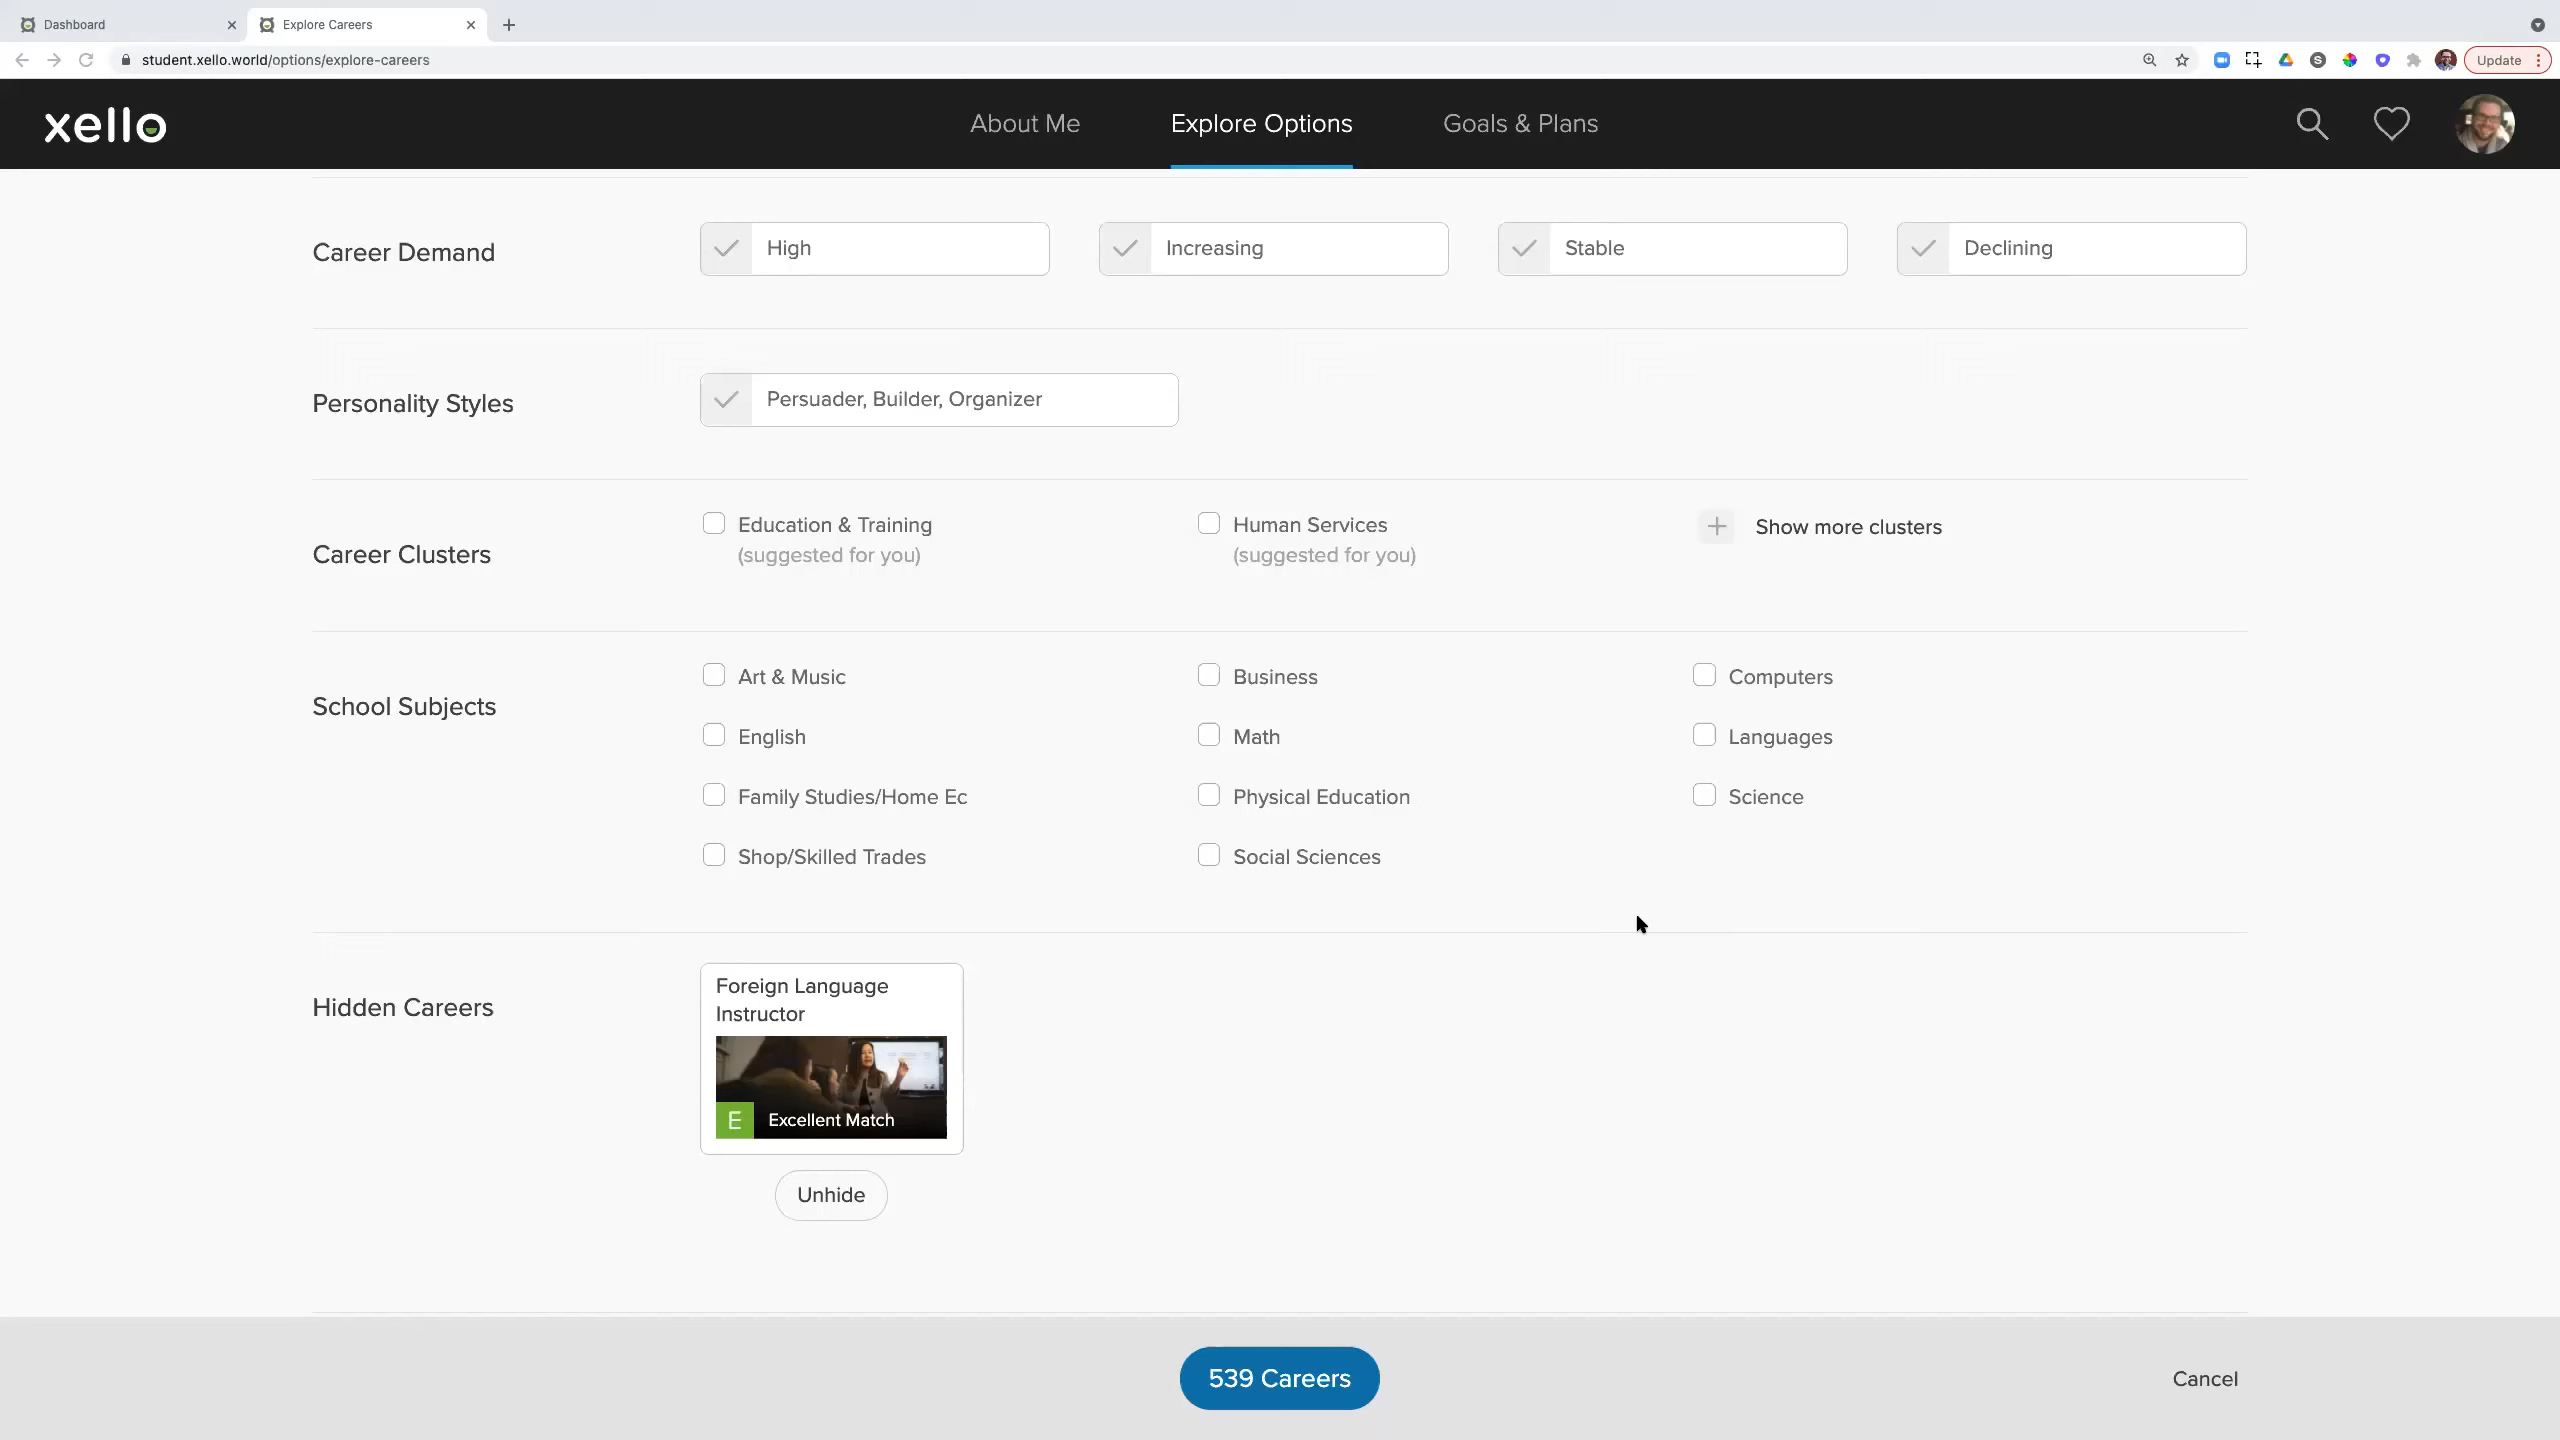 Dashboard
Explore Careers
student.xello.world/options/explore-careers
Update
xello
About Me
Explore Options
Goals & Plans
Career Demand
High
Increasing
Stable
Declining
Personality Styles
Persuader, Builder, Organizer
Career Clusters
Education & Training
(suggested for you)
Human Services
(suggested for you)
Show more clusters
School Subjects
Art & Music
Business
Computers
English
Math
Languages
Family Studies/Home Ec
Physical Education
Science
Shop/Skilled Trades
Social Sciences
Hidden Careers
Foreign Language
Instructor
E
Excellent Match
Unhide
539 Careers
Cancel